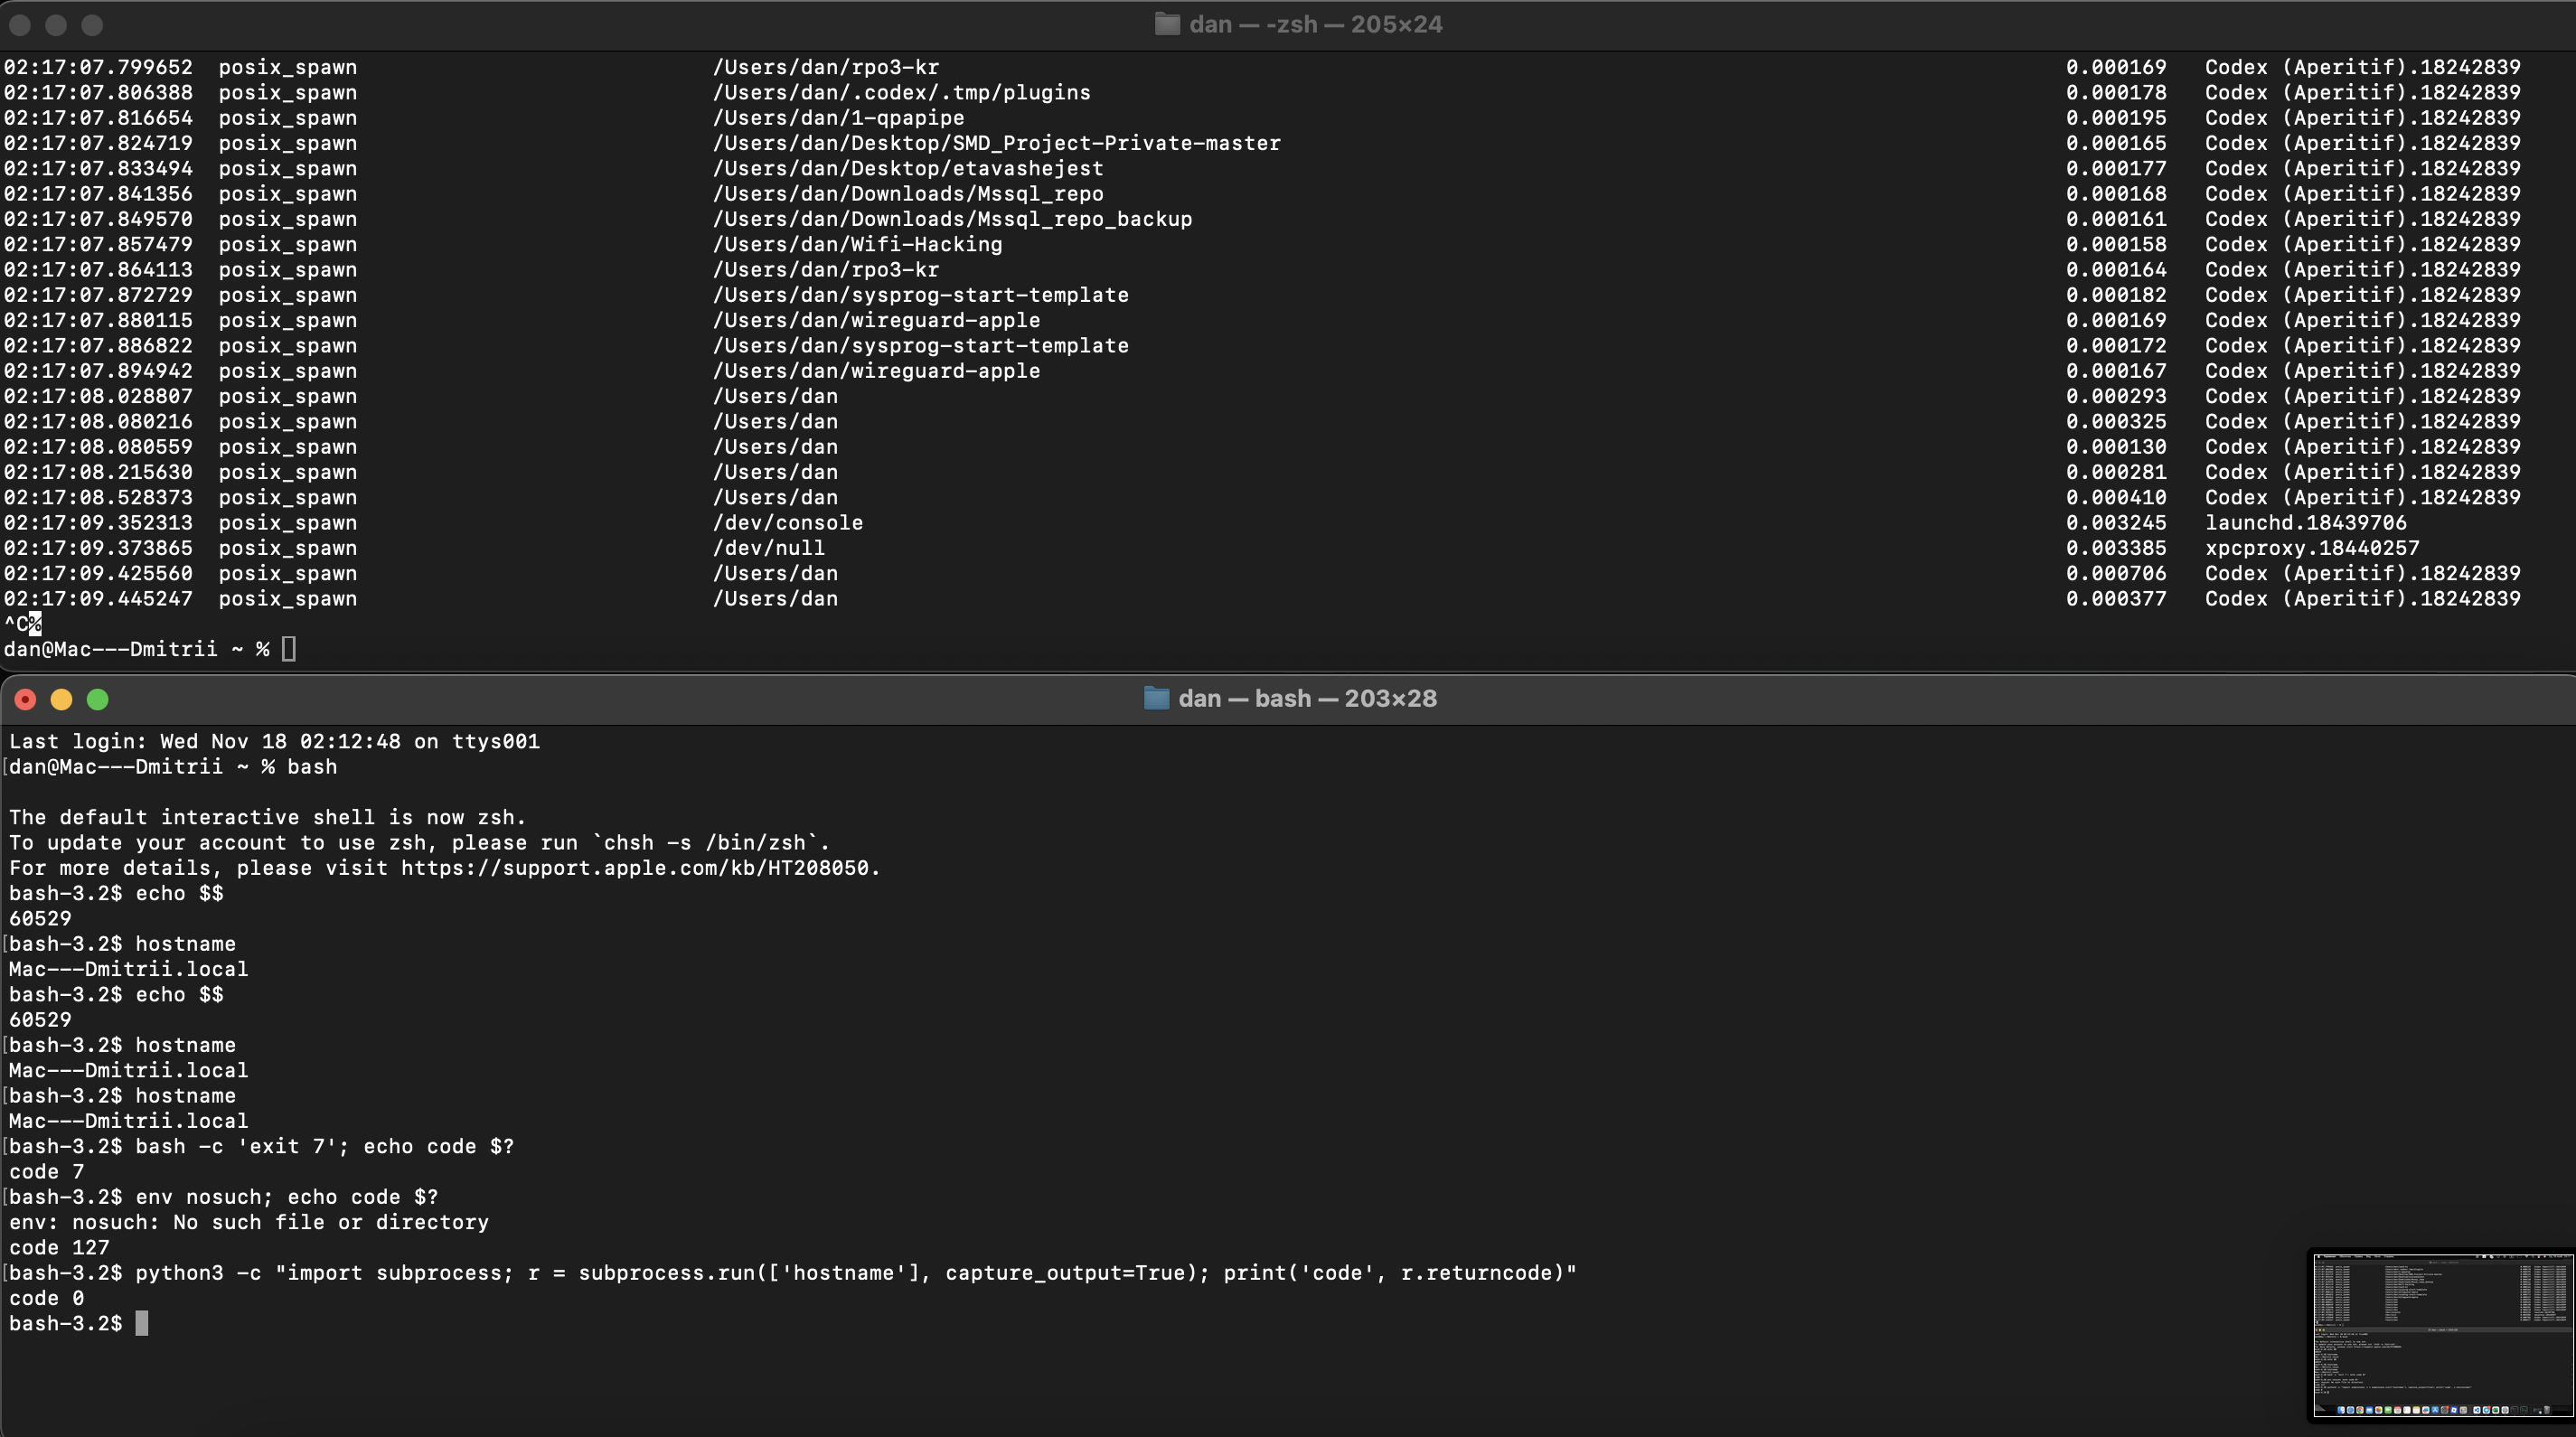 dan — -zsh — 205×24
02:17:07.799652  posix_spawn  /Users/dan/rpo3-kr  0.000169  Codex (Aperitif).18242839
02:17:07.806388  posix_spawn  /Users/dan/.codex/.tmp/plugins  0.000178  Codex (Aperitif).18242839
02:17:07.816654  posix_spawn  /Users/dan/1-qpapipe  0.000195  Codex (Aperitif).18242839
02:17:07.824719  posix_spawn  /Users/dan/Desktop/SMD_Project-Private-master  0.000165  Codex (Aperitif).18242839
02:17:07.833494  posix_spawn  /Users/dan/Desktop/etavashejest  0.000177  Codex (Aperitif).18242839
02:17:07.841356  posix_spawn  /Users/dan/Downloads/Mssql_repo  0.000168  Codex (Aperitif).18242839
02:17:07.849570  posix_spawn  /Users/dan/Downloads/Mssql_repo_backup  0.000161  Codex (Aperitif).18242839
02:17:07.857479  posix_spawn  /Users/dan/Wifi-Hacking  0.000158  Codex (Aperitif).18242839
02:17:07.864113  posix_spawn  /Users/dan/rpo3-kr  0.000164  Codex (Aperitif).18242839
02:17:07.872729  posix_spawn  /Users/dan/sysprog-start-template  0.000182  Codex (Aperitif).18242839
02:17:07.880115  posix_spawn  /Users/dan/wireguard-apple  0.000169  Codex (Aperitif).18242839
02:17:07.886822  posix_spawn  /Users/dan/sysprog-start-template  0.000172  Codex (Aperitif).18242839
02:17:07.894942  posix_spawn  /Users/dan/wireguard-apple  0.000167  Codex (Aperitif).18242839
02:17:08.028807  posix_spawn  /Users/dan  0.000293  Codex (Aperitif).18242839
02:17:08.080216  posix_spawn  /Users/dan  0.000325  Codex (Aperitif).18242839
02:17:08.080559  posix_spawn  /Users/dan  0.000130  Codex (Aperitif).18242839
02:17:08.215630  posix_spawn  /Users/dan  0.000281  Codex (Aperitif).18242839
02:17:08.528373  posix_spawn  /Users/dan  0.000410  Codex (Aperitif).18242839
02:17:09.352313  posix_spawn  /dev/console  0.003245  launchd.18439706
02:17:09.373865  posix_spawn  /dev/null  0.003385  xpcproxy.18440257
02:17:09.425560  posix_spawn  /Users/dan  0.000706  Codex (Aperitif).18242839
02:17:09.445247  posix_spawn  /Users/dan  0.000377  Codex (Aperitif).18242839
^C%
dan@Mac---Dmitrii ~ %
dan — bash — 203×28
Last login: Wed Nov 18 02:12:48 on ttys001
[dan@Mac---Dmitrii ~ % bash
The default interactive shell is now zsh.
To update your account to use zsh, please run `chsh -s /bin/zsh`.
For more details, please visit https://support.apple.com/kb/HT208050.
bash-3.2$ echo $$
60529
[bash-3.2$ hostname
Mac---Dmitrii.local
bash-3.2$ echo $$
60529
[bash-3.2$ hostname
Mac---Dmitrii.local
[bash-3.2$ hostname
Mac---Dmitrii.local
[bash-3.2$ bash -c 'exit 7'; echo code $?
code 7
[bash-3.2$ env nosuch; echo code $?
env: nosuch: No such file or directory
code 127
[bash-3.2$ python3 -c "import subprocess; r = subprocess.run(['hostname'], capture_output=True); print('code', r.returncode)"
code 0
bash-3.2$